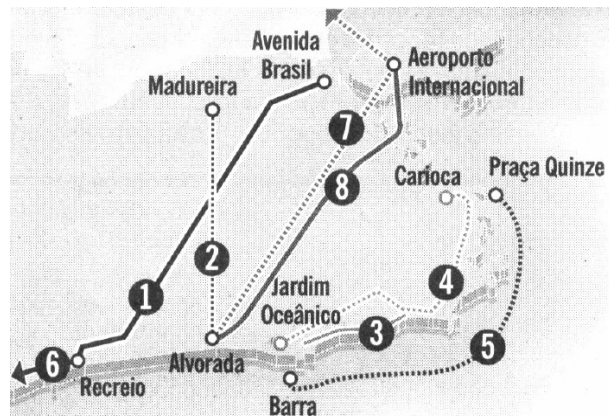 Avenida
Brasil
Aeroporto
Internacional
Madureira
7
8
Carioca
Praça Quinze
2
4
1
Jardim
Oceânico
3
5
6
Alvorada
Recreio
Barra